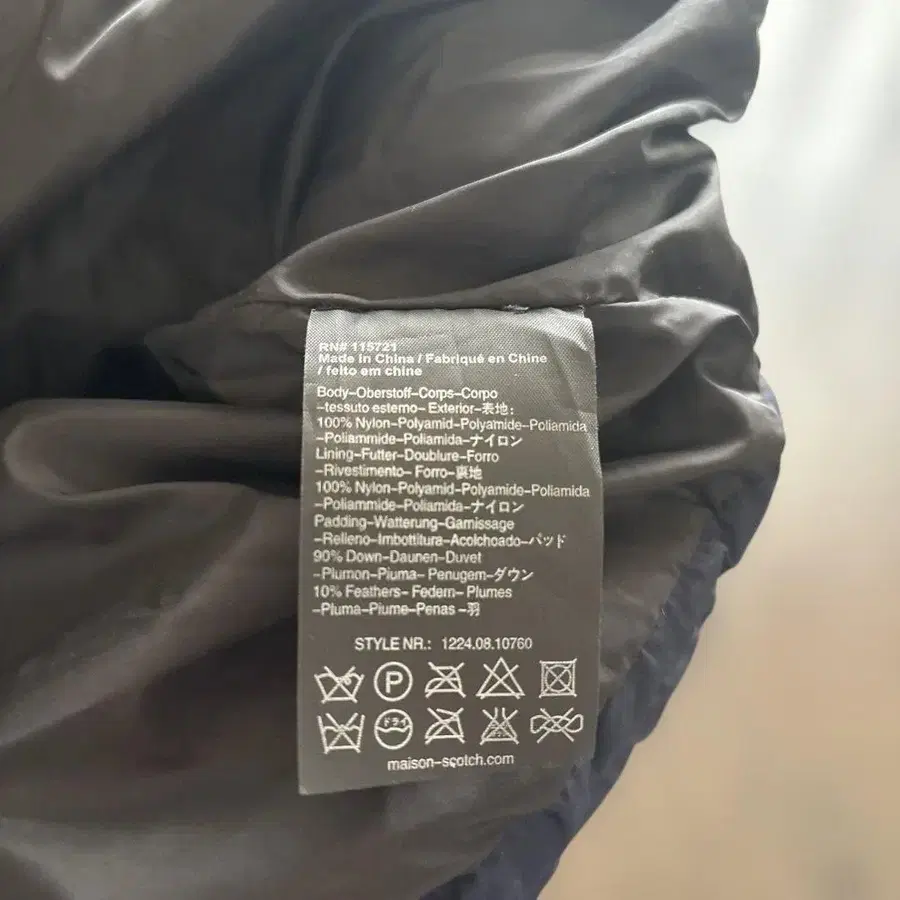 RN# 115721
Made in China / Fabriqué en Chine
/ feito em chine
Body-Oberstoff-Corps-Corpo
-tessuto esterno- Exterior-表地:
100% Nylon-Polyamid-Polyamide-Poliamida
-Poliammide-Poliamida-ナイロン
Lining-Futter-Doublure-Forro
-Rivestimento- Forro-裏地
100% Nylon-Polyamid-Polyamide-Poliamida
-Poliammide-Poliamida-ナイロン
Padding-Watterung-Garnissage
-Relleno-Imbottitura-Acolchoado-パッド
90% Down-Daunen-Duvet
-Plumon-Piuma- Penugem-ダウン
10% Feathers- Federn- Plumes
-Pluma-Piume-Penas -羽
STYLE NR.: 1224.08.10760
P
ドライ
maison-scotch.com